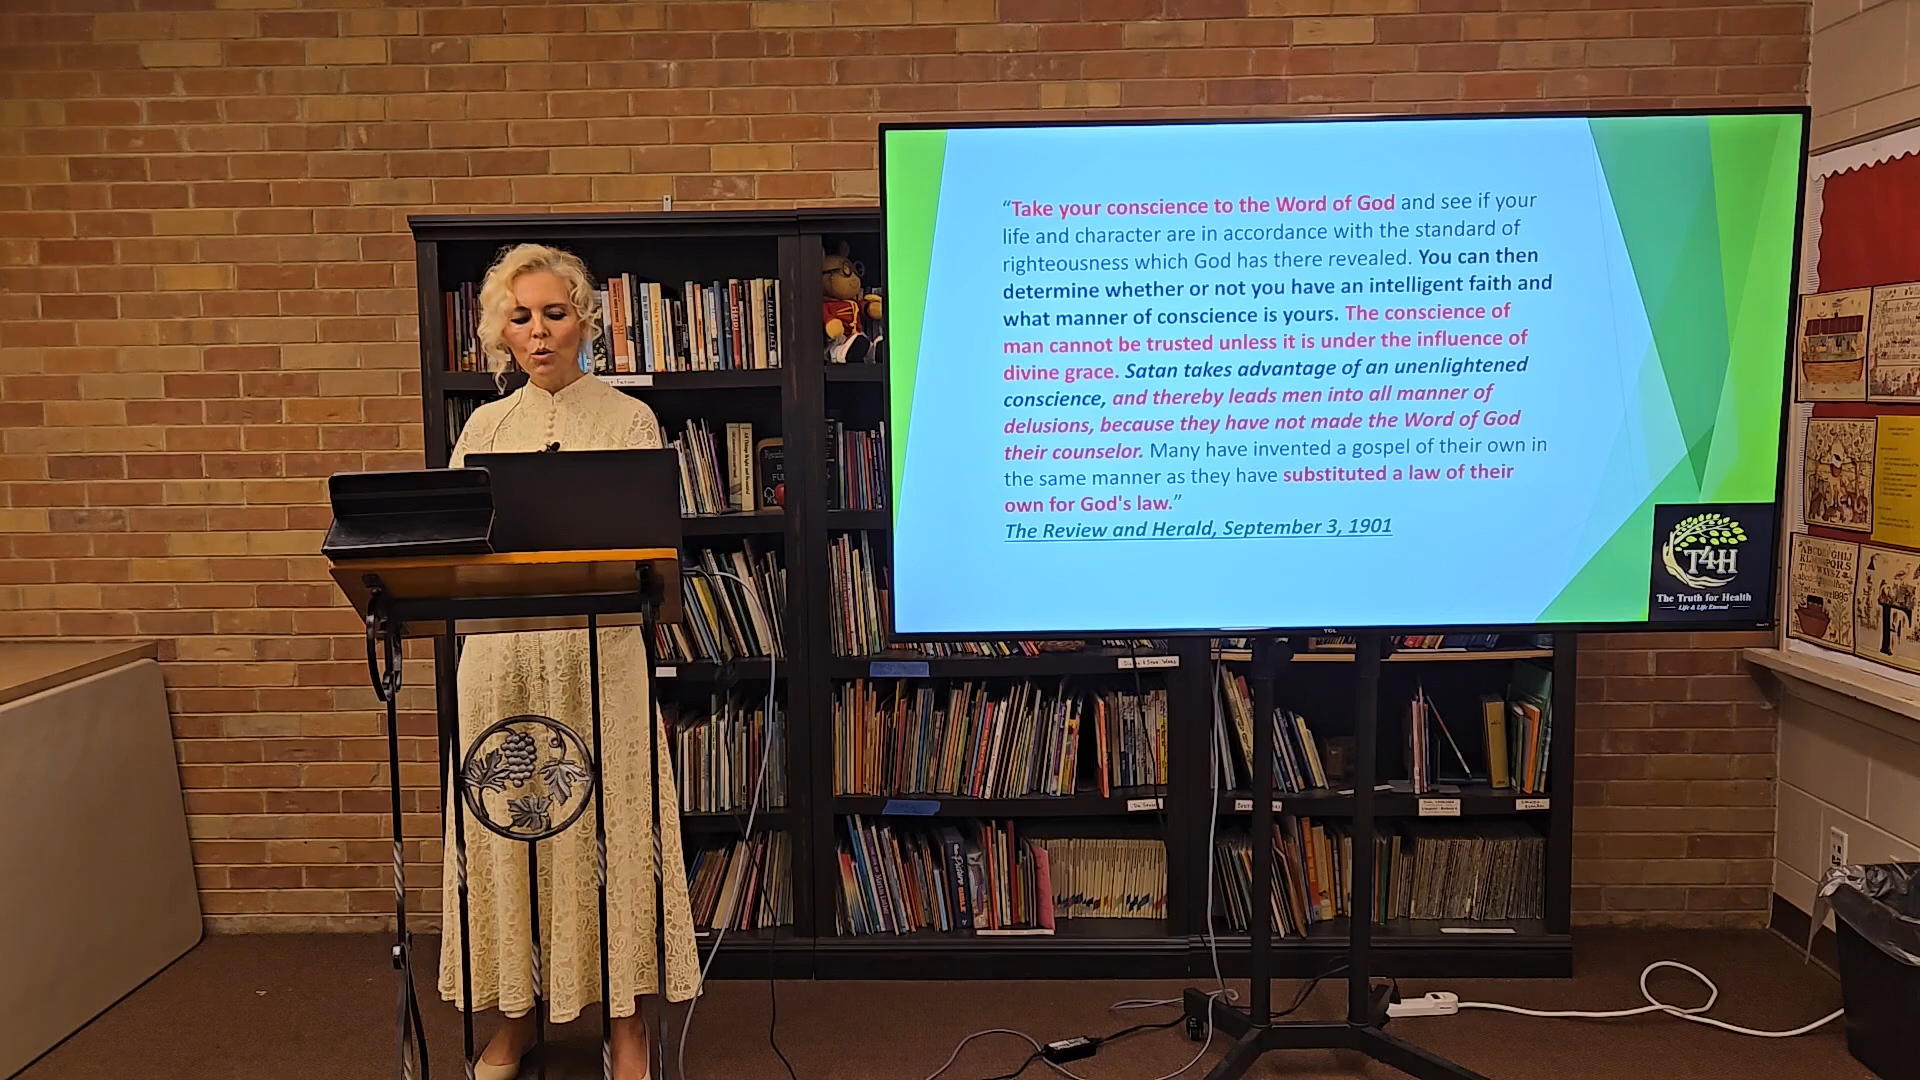 “Take your conscience to the Word of God and see if your
life and character are in accordance with the standard of
righteousness which God has there revealed. You can then
determine whether or not you have an intelligent faith and
what manner of conscience is yours. The conscience of
man cannot be trusted unless it is under the influence of
divine grace. Satan takes advantage of an unenlightened
conscience, and thereby leads men into all manner of
delusions, because they have not made the Word of God
their counselor. Many have invented a gospel of their own in
the same manner as they have substituted a law of their
own for God's law.”
The Review and Herald, September 3, 1901
T4H
The Truth for Health
Life & Life Eternal
TCL
HEIDI